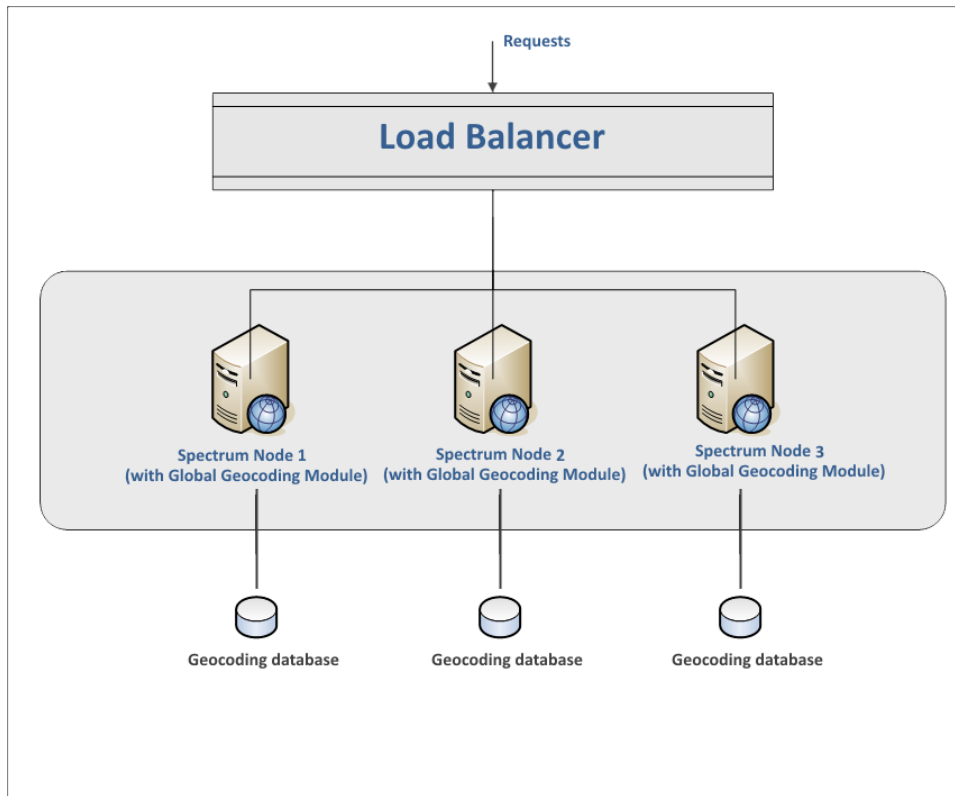 Requests
Load Balancer
Spectrum Node 1
(with Global Geocoding Module)
Spectrum Node 2
(with Global Geocoding Module)
Spectrum Node 3
(with Global Geocoding Module)
Geocoding database
Geocoding database
Geocoding database